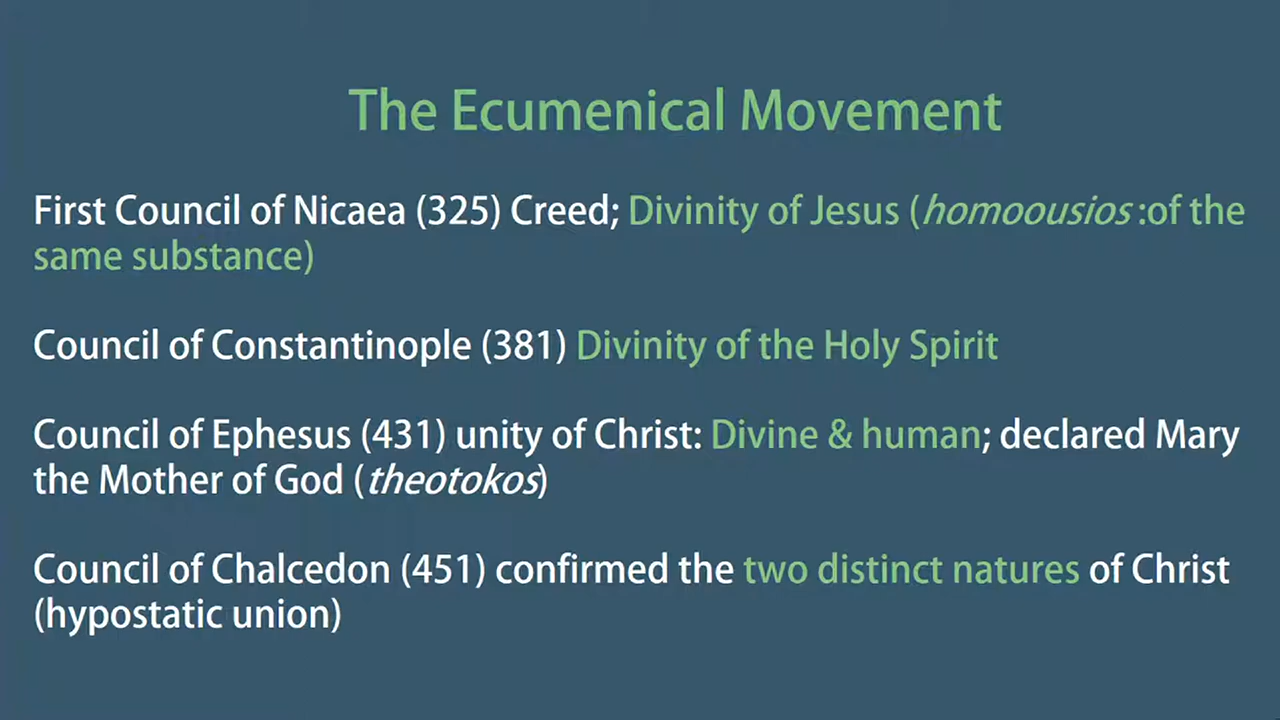 The Ecumenical Movement
First Council of Nicaea (325) Creed; Divinity of Jesus (homoousios :of the
same substance)
Council of Constantinople (381) Divinity of the Holy Spirit
Council of Ephesus (431) unity of Christ: Divine & human; declared Mary
the Mother of God (theotokos)
Council of Chalcedon (451) confirmed the two distinct natures of Christ
(hypostatic union)